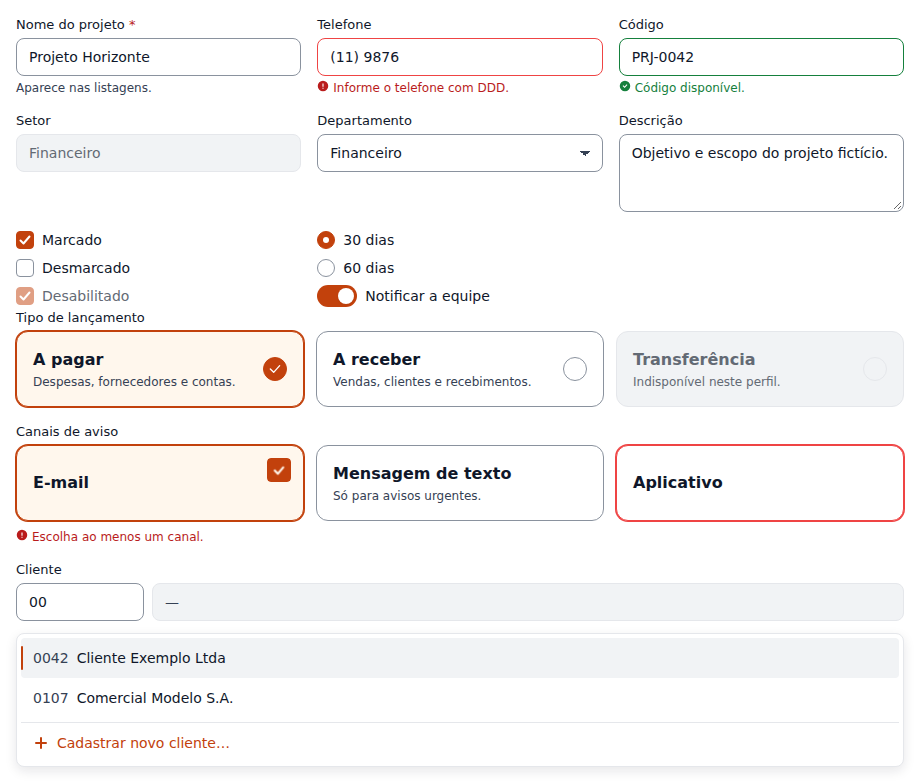 Nome do projeto *
Telefone
Código
Projeto Horizonte
(11) 9876
PRJ-0042
Aparece nas listagens.
Informe o telefone com DDD.
Código disponível.
Setor
Departamento
Descrição
Financeiro
Financeiro
Objetivo e escopo do projeto fictício.
Marcado
30 dias
Desmarcado
60 dias
Desabilitado
Notificar a equipe
Tipo de lançamento
A pagar
Despesas, fornecedores e contas.
A receber
Vendas, clientes e recebimentos.
Transferência
Indisponível neste perfil.
Canais de aviso
E-mail
Mensagem de texto
Só para avisos urgentes.
Aplicativo
Escolha ao menos um canal.
Cliente
00
—
0042 Cliente Exemplo Ltda
0107 Comercial Modelo S.A.
+ Cadastrar novo cliente...